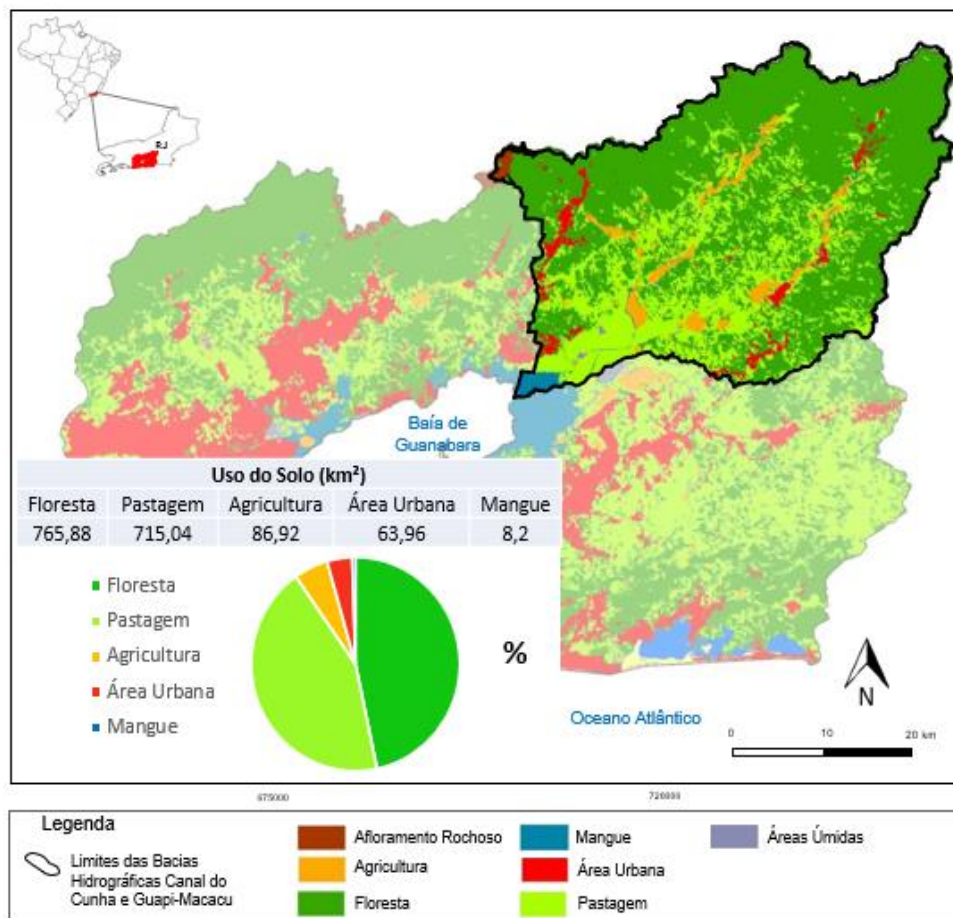 RJ
Baía de
Guanabara
Uso do Solo (km²)
Floresta Pastagem Agricultura Área Urbana Mangue
765,88 715,04 86,92 63,96 8,2
Floresta
Pastagem
Agricultura
Área Urbana
Mangue
%
N
Oceano Atlântico
0 10 20 km
675000 720000
Legenda
Limites das Bacias
Hidrográficas Canal do
Cunha e Guapi-Macacu
Afloramento Rochoso
Agricultura
Floresta
Mangue
Área Urbana
Pastagem
Áreas Úmidas